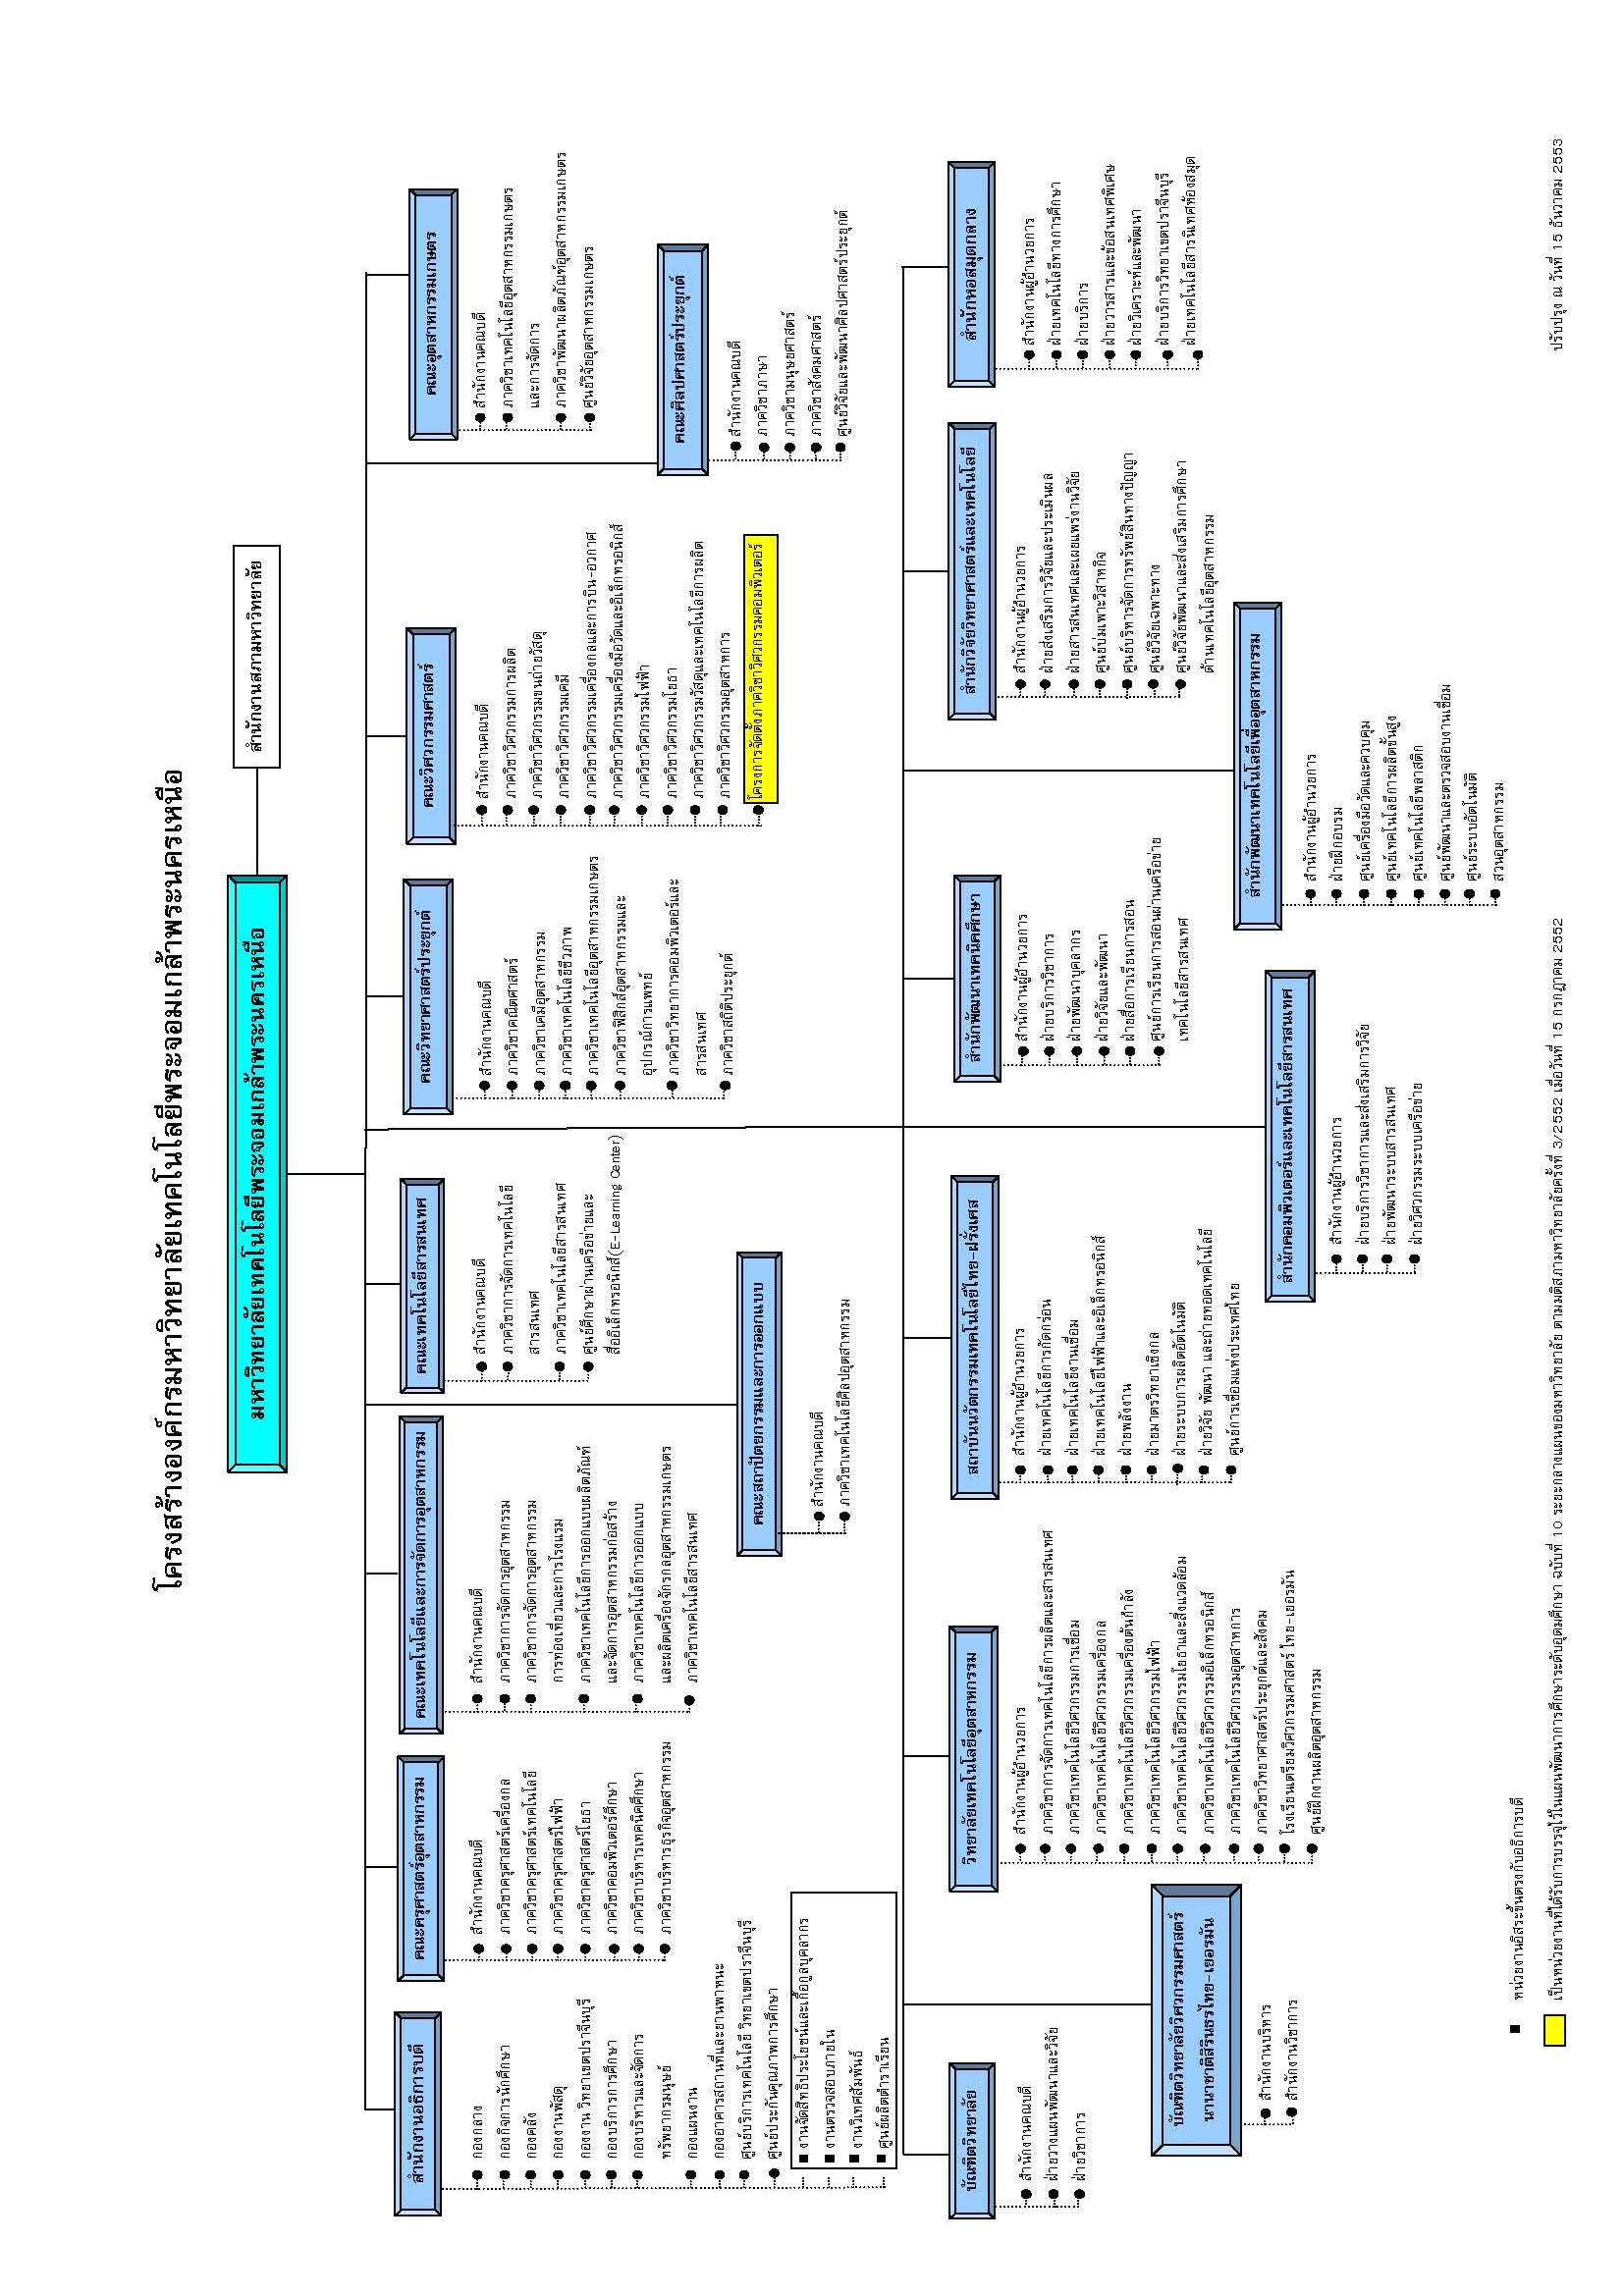 โครงสร้างองค์กรมหาวิทยาลัยเทคโนโลยีพระจอมเกล้าพระนครเหนือ
มหาวิทยาลัยเทคโนโลยีพระจอมเกล้าพระนครเหนือ
สำนักงานสภามหาวิทยาลัย
สำนักงานอธิการบดี
กองกลาง
กองกิจการนักศึกษา
กองคลัง
กองงานพัสดุ
กองงาน วิทยาเขตปราจีนบุรี
กองบริการการศึกษา
กองบริหารและจัดการ
ทรัพยากรมนุษย์
กองแผนงาน
กองอาคารสถานที่และยานพาหนะ
ศูนย์บริการเทคโนโลยี วิทยาเขตปราจีนบุรี
ศูนย์ประกันคุณภาพการศึกษา
งานจัดสิทธิประโยชน์และเกื้อกูลบุคลากร
งานตรวจสอบภายใน
งานวิเทศสัมพันธ์
ศูนย์ผลิตตำราเรียน
คณะครุศาสตร์อุตสาหกรรม
สำนักงานคณบดี
ภาควิชาครุศาสตร์เครื่องกล
ภาควิชาครุศาสตร์เทคโนโลยี
ภาควิชาครุศาสตร์ไฟฟ้า
ภาควิชาครุศาสตร์โยธา
ภาควิชาคอมพิวเตอร์ศึกษา
ภาควิชาบริหารเทคนิคศึกษา
ภาควิชาบริหารธุรกิจอุตสาหกรรม
คณะเทคโนโลยีและการจัดการอุตสาหกรรม
สำนักงานคณบดี
ภาควิชาการจัดการอุตสาหกรรม
ภาควิชาการจัดการอุตสาหกรรม
การท่องเที่ยวและการโรงแรม
ภาควิชาเทคโนโลยีการออกแบบผลิตภัณฑ์
และจัดการอุตสาหกรรมก่อสร้าง
ภาควิชาเทคโนโลยีการออกแบบ
และผลิตเครื่องจักรกลอุตสาหกรรมเกษตร
ภาควิชาเทคโนโลยีสารสนเทศ
คณะสถาปัตยกรรมและการออกแบบ
สำนักงานคณบดี
ภาควิชาเทคโนโลยีศิลปอุตสาหกรรม
คณะเทคโนโลยีสารสนเทศ
สำนักงานคณบดี
ภาควิชาการจัดการเทคโนโลยี
สารสนเทศ
ภาควิชาเทคโนโลยีสารสนเทศ
ศูนย์ศึกษาผ่านเครือข่ายและ
สื่ออิเล็กทรอนิกส์(E-Learning Center)
คณะวิทยาศาสตร์ประยุกต์
สำนักงานคณบดี
ภาควิชาคณิตศาสตร์
ภาควิชาเคมีอุตสาหกรรม
ภาควิชาเทคโนโลยีชีวภาพ
ภาควิชาเทคโนโลยีอุตสาหกรรมเกษตร
ภาควิชาฟิสิกส์อุตสาหกรรมและ
อุปกรณ์การแพทย์
ภาควิชาวิทยาการคอมพิวเตอร์และ
สารสนเทศ
ภาควิชาสถิติประยุกต์
คณะวิศวกรรมศาสตร์
สำนักงานคณบดี
ภาควิชาวิศวกรรมการผลิต
ภาควิชาวิศวกรรมขนถ่ายวัสดุ
ภาควิชาวิศวกรรมเคมี
ภาควิชาวิศวกรรมเครื่องกลและการบิน-อวกาศ
ภาควิชาวิศวกรรมเครื่องมือวัดและอิเล็กทรอนิกส์
ภาควิชาวิศวกรรมไฟฟ้า
ภาควิชาวิศวกรรมโยธา
ภาควิชาวิศวกรรมวัสดุและเทคโนโลยีการผลิต
ภาควิชาวิศวกรรมอุตสาหการ
โครงการจัดตั้งภาควิชาวิศวกรรมคอมพิวเตอร์
คณะศิลปศาสตร์ประยุกต์
สำนักงานคณบดี
ภาควิชาภาษา
ภาควิชามนุษยศาสตร์
ภาควิชาสังคมศาสตร์
ศูนย์วิจัยและพัฒนาศิลปศาสตร์ประยุกต์
คณะอุตสาหกรรมเกษตร
สำนักงานคณบดี
ภาควิชาเทคโนโลยีอุตสาหกรรมเกษตร
และการจัดการ
ภาควิชาพัฒนาผลิตภัณฑ์อุตสาหกรรมเกษตร
ศูนย์วิจัยอุตสาหกรรมเกษตร
บัณฑิตวิทยาลัย
สำนักงานคณบดี
ฝ่ายวางแผนพัฒนาและวิจัย
ฝ่ายวิชาการ
บัณฑิตวิทยาลัยวิศวกรรมศาสตร์
นานาชาติสิรินธรไทย-เยอรมัน
สำนักงานบริหาร
สำนักงานวิชาการ
วิทยาลัยเทคโนโลยีอุตสาหกรรม
สำนักงานผู้อำนวยการ
ภาควิชาการจัดการเทคโนโลยีการผลิตและสารสนเทศ
ภาควิชาเทคโนโลยีวิศวกรรมการเชื่อม
ภาควิชาเทคโนโลยีวิศวกรรมเครื่องกล
ภาควิชาเทคโนโลยีวิศวกรรมเครื่องต้นกำลัง
ภาควิชาเทคโนโลยีวิศวกรรมไฟฟ้า
ภาควิชาเทคโนโลยีวิศวกรรมโยธาและสิ่งแวดล้อม
ภาควิชาเทคโนโลยีวิศวกรรมอิเล็กทรอนิกส์
ภาควิชาเทคโนโลยีวิศวกรรมอุตสาหการ
ภาควิชาวิทยาศาสตร์ประยุกต์และสังคม
โรงเรียนเตรียมวิศวกรรมศาสตร์ ไทย-เยอรมัน
ศูนย์ฝึกงานผลิตอุตสาหกรรม
สถาบันนวัตกรรมเทคโนโลยีไทย-ฝรั่งเศส
สำนักงานผู้อำนวยการ
ฝ่ายเทคโนโลยีการกัดกร่อน
ฝ่ายเทคโนโลยีงานเชื่อม
ฝ่ายเทคโนโลยีไฟฟ้าและอิเล็กทรอนิกส์
ฝ่ายพลังงาน
ฝ่ายมาตรวิทยาเชิงกล
ฝ่ายระบบการผลิตอัตโนมัติ
ฝ่ายวิจัย พัฒนา และถ่ายทอดเทคโนโลยี
ศูนย์การเชื่อมแห่งประเทศไทย
สำนักคอมพิวเตอร์และเทคโนโลยีสารสนเทศ
สำนักงานผู้อำนวยการ
ฝ่ายบริการวิชาการและส่งเสริมการวิจัย
ฝ่ายพัฒนาระบบสารสนเทศ
ฝ่ายวิศวกรรมระบบเครือข่าย
สำนักพัฒนาเทคนิคศึกษา
สำนักงานผู้อำนวยการ
ฝ่ายบริการวิชาการ
ฝ่ายพัฒนาบุคลากร
ฝ่ายวิจัยและพัฒนา
ฝ่ายสื่อการเรียนการสอน
ศูนย์การเรียนการสอนผ่านเครือข่าย
เทคโนโลยีสารสนเทศ
สำนักพัฒนาเทคโนโลยีเพื่ออุตสาหกรรม
สำนักงานผู้อำนวยการ
ฝ่ายฝึกอบรม
ศูนย์เครื่องมือวัดและควบคุม
ศูนย์เทคโนโลยีการผลิตขั้นสูง
ศูนย์เทคโนโลยีพลาสติก
ศูนย์พัฒนาและตรวจสอบงานเชื่อม
ศูนย์ระบบอัตโนมัติ
สวนอุตสาหกรรม
สำนักวิจัยวิทยาศาสตร์และเทคโนโลยี
สำนักงานผู้อำนวยการ
ฝ่ายส่งเสริมการวิจัยและประเมินผล
ฝ่ายสารสนเทศและเผยแพร่งานวิจัย
ศูนย์บ่มเพาะวิสาหกิจ
ศูนย์บริหารจัดการทรัพย์สินทางปัญญา
ศูนย์วิจัยเฉพาะทาง
ศูนย์วิจัยพัฒนาและส่งเสริมการศึกษา
ด้านเทคโนโลยีอุตสาหกรรม
สำนักหอสมุดกลาง
สำนักงานผู้อำนวยการ
ฝ่ายเทคโนโลยีทางการศึกษา
ฝ่ายบริการ
ฝ่ายวารสารและข้อสนเทศพิเศษ
ฝ่ายวิเคราะห์และพัฒนา
ฝ่ายบริการวิทยาเขตปราจีนบุรี
ฝ่ายเทคโนโลยีสารนิเทศห้องสมุด
หน่วยงานอิสระขึ้นตรงกับอธิการบดี
เป็นหน่วยงานที่ได้รับการบรรจุไว้ในแผนพัฒนาการศึกษาระดับอุดมศึกษา ฉบับที่ 10 ระยะกลางแผนของมหาวิทยาลัย ตามมติสภามหาวิทยาลัยครั้งที่ 3/2552 เมื่อวันที่ 15 กรกฎาคม 2552
ปรับปรุง ณ วันที่ 15 ธันวาคม 2553